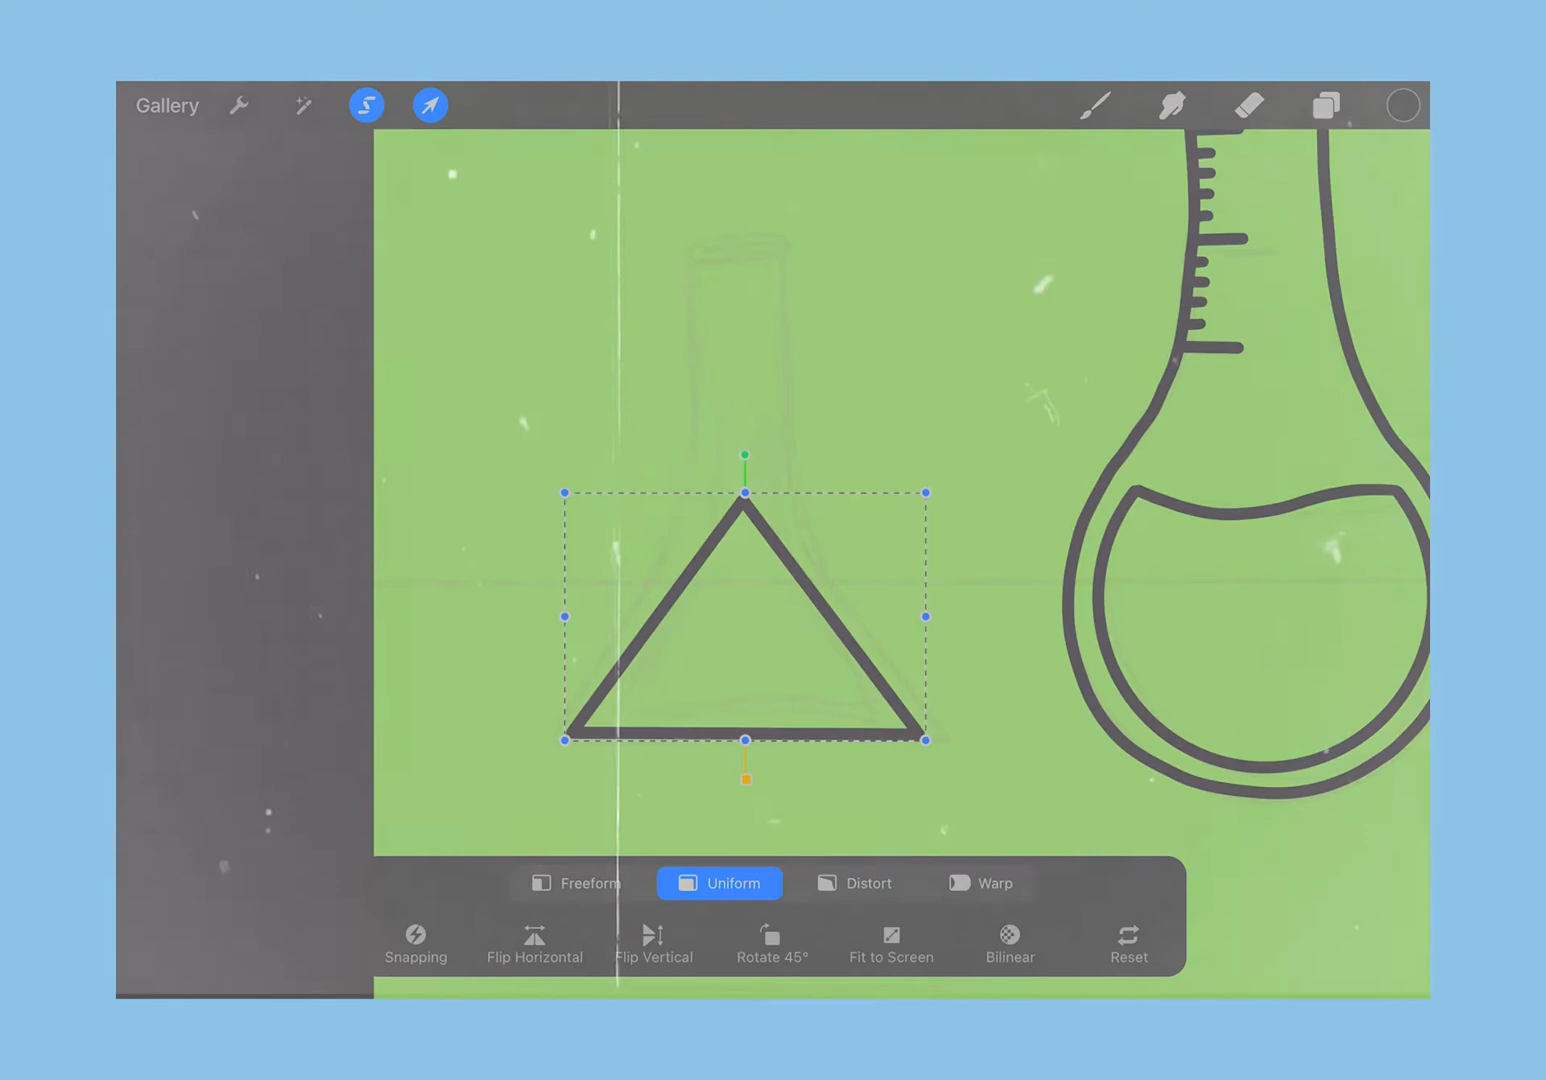 Gallery
Freeform Uniform Distort Warp
Snapping Flip Horizontal Flip Vertical Rotate 45° Fit to Screen Bilinear Reset